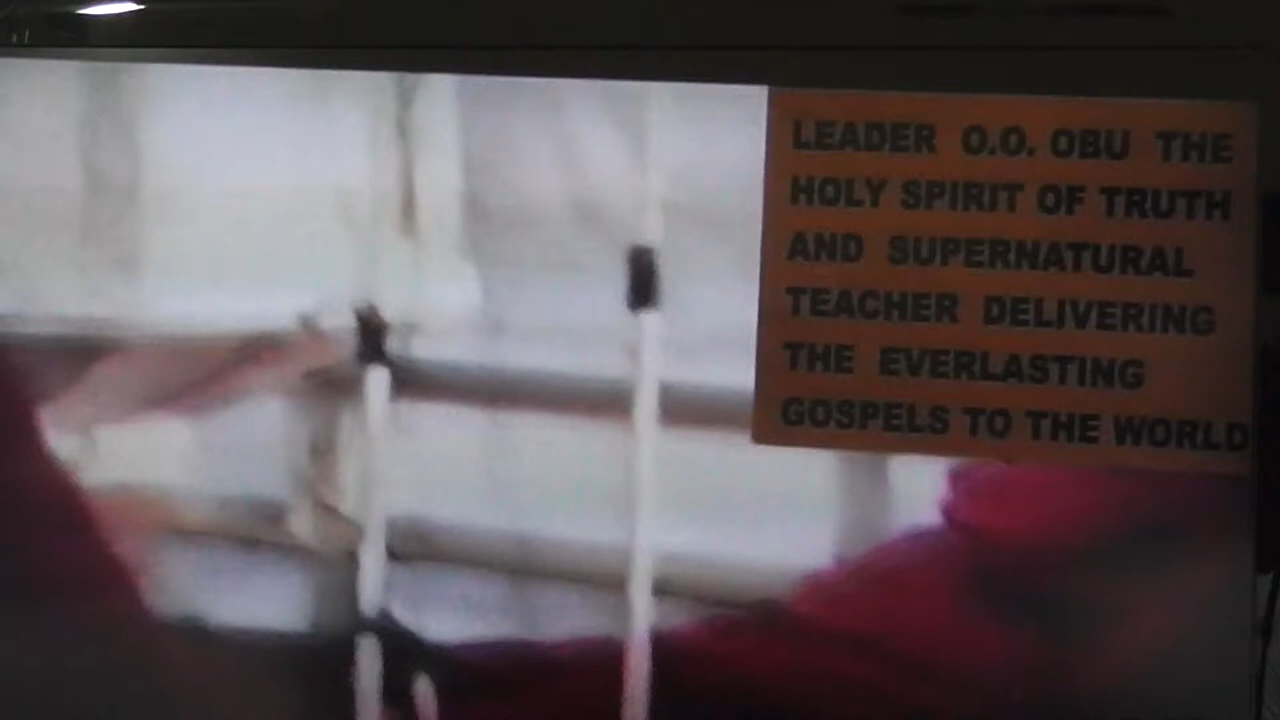 LEADER O.O. OBU THE
HOLY SPIRIT OF TRUTH
AND SUPERNATURAL
TEACHER DELIVERING
THE EVERLASTING
GOSPELS TO THE WORLD